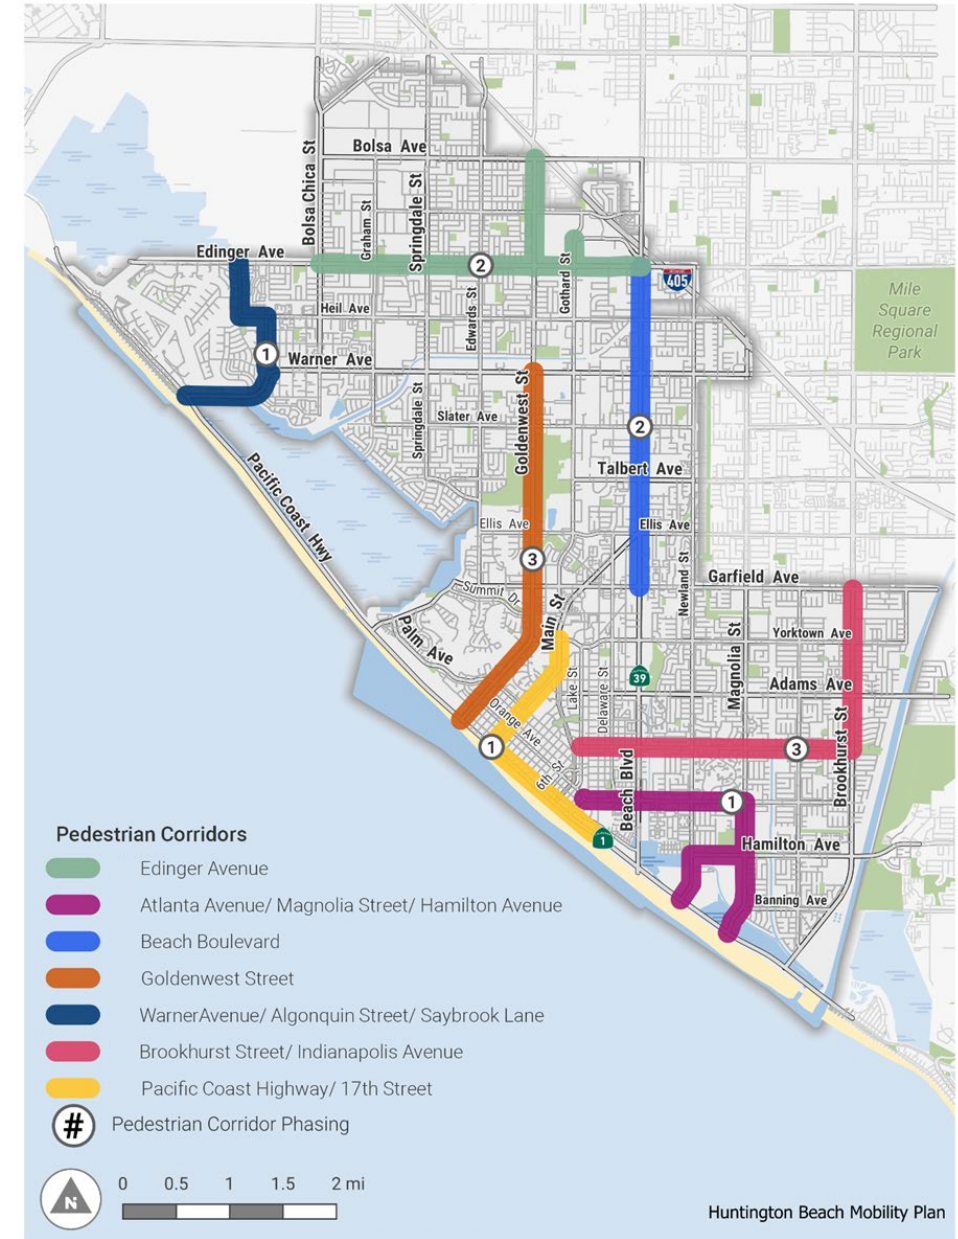 Bolsa Ave
Bolsa Chica St
Graham St
Springdale St
Edinger Ave
2
Gothard St
405
Mile
Square
Regional
Park
Heil Ave
Edwards St
1
Warner Ave
Springdale St
Slater Ave
Goldenwest St
2
Talbert Ave
Pacific Coast Hwy
Ellis Ave
Ellis Ave
3
Newland St
Garfield Ave
Summit Dr
Main St
Palm Ave
Yorktown Ave
Magnolia St
39
Lake St
Delaware St
Adams Ave
Orange Ave
1
3
Brookhurst St
6th St
Beach Blvd
1
1
Hamilton Ave
Banning Ave
Pedestrian Corridors
Edinger Avenue
Atlanta Avenue/ Magnolia Street/ Hamilton Avenue
Beach Boulevard
Goldenwest Street
WarnerAvenue/ Algonquin Street/ Saybrook Lane
Brookhurst Street/ Indianapolis Avenue
Pacific Coast Highway/ 17th Street
# Pedestrian Corridor Phasing
N
0 0.5 1 1.5 2 mi
Huntington Beach Mobility Plan